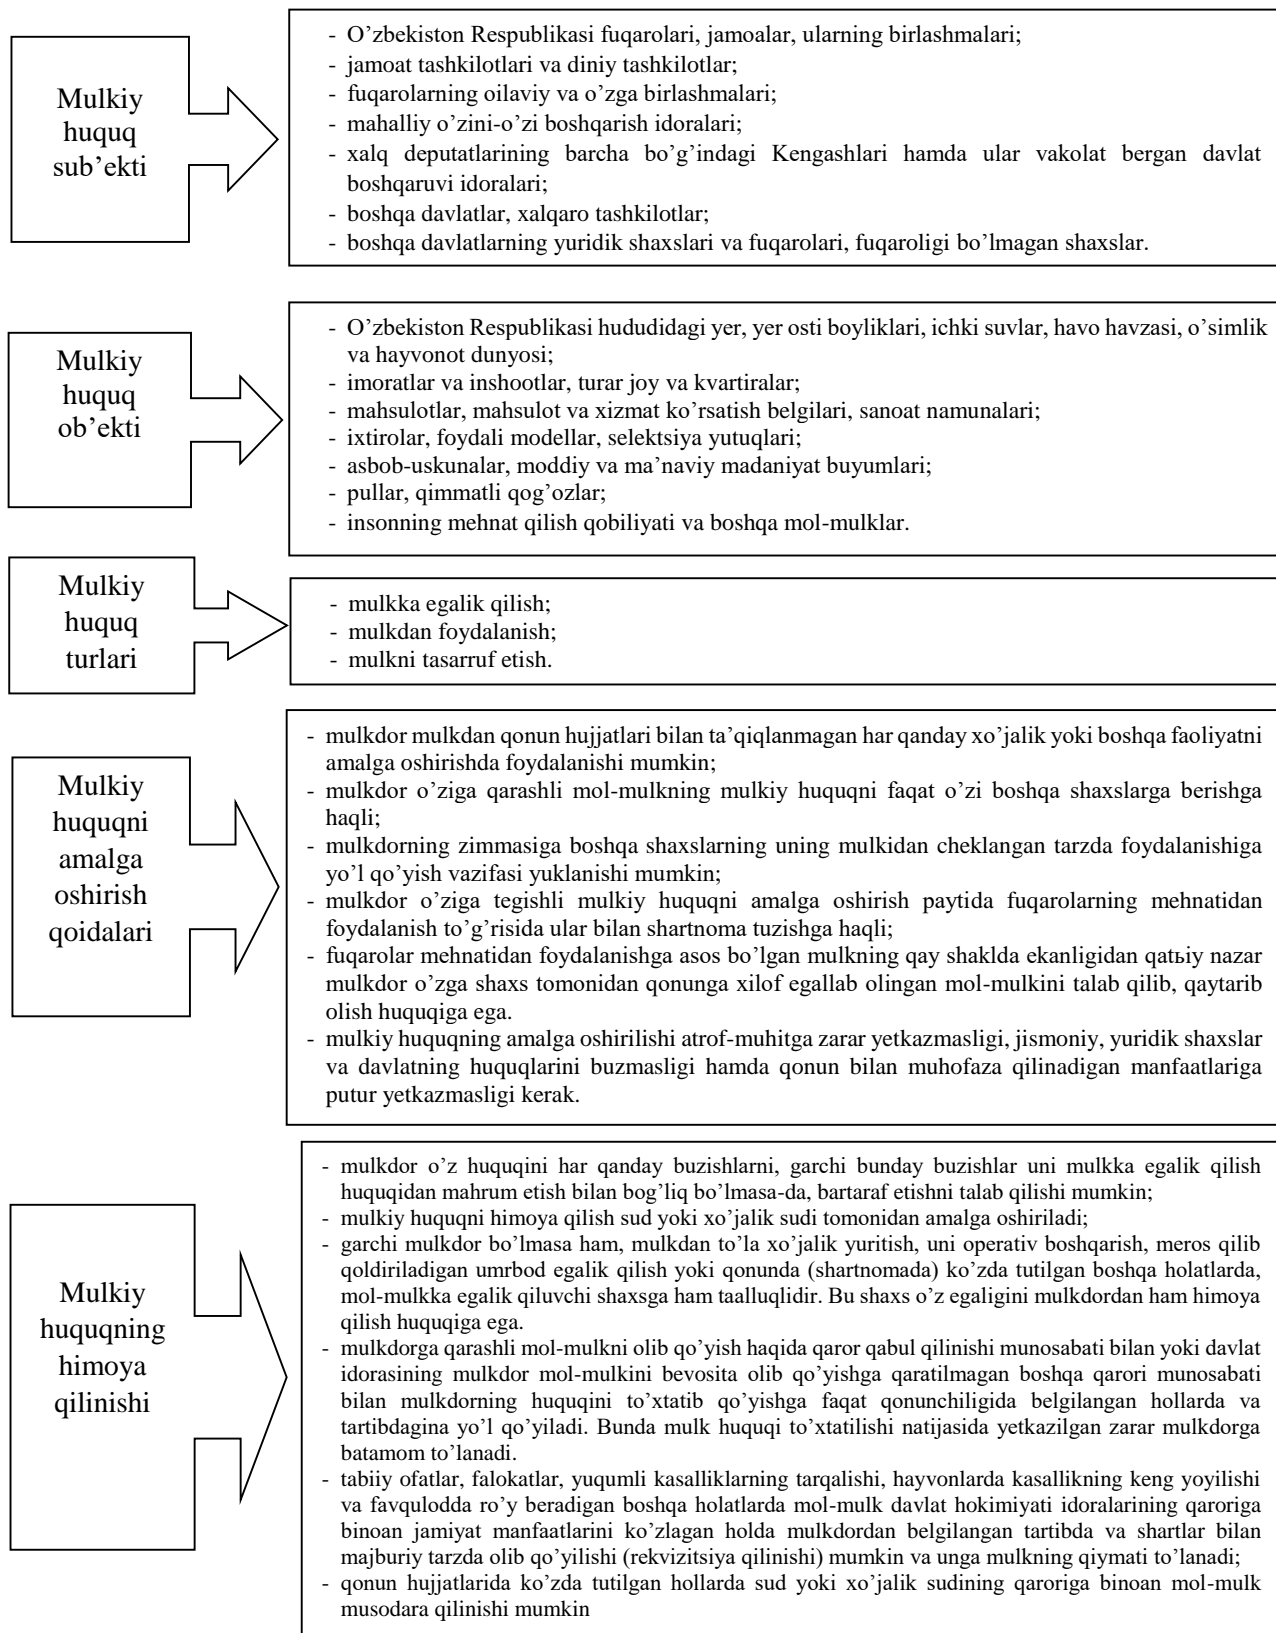 Mulkiy
huquq
sub’ekti
- O’zbekiston Respublikasi fuqarolari, jamoalar, ularning birlashmalari;
- jamoat tashkilotlari va diniy tashkilotlar;
- fuqarolarning oilaviy va o’zga birlashmalari;
- mahalliy o’zini-o’zi boshqarish idoralari;
- xalq deputatlarining barcha bo’g’indagi Kengashlari hamda ular vakolat bergan davlat
boshqaruvi idoralari;
- boshqa davlatlar, xalqaro tashkilotlar;
- boshqa davlatlarning yuridik shaxslari va fuqarolari, fuqaroligi bo’lmagan shaxslar.
Mulkiy
huquq
ob’ekti
- O’zbekiston Respublikasi hududidagi yer, yer osti boyliklari, ichki suvlar, havo havzasi, o’simlik
va hayvonot dunyosi;
- imoratlar va inshootlar, turar joy va kvartiralar;
- mahsulotlar, mahsulot va xizmat ko’rsatish belgilari, sanoat namunalari;
- ixtirolar, foydali modellar, selektsiya yutuqlari;
- asbob-uskunalar, moddiy va ma’naviy madaniyat buyumlari;
- pullar, qimmatli qog’ozlar;
- insonning mehnat qilish qobiliyati va boshqa mol-mulklar.
Mulkiy
huquq
turlari
- mulkka egalik qilish;
- mulkdan foydalanish;
- mulkni tasarruf etish.
Mulkiy
huquqni
amalga
oshirish
qoidalari
- mulkdor mulkdan qonun hujjatlari bilan ta’qiqlanmagan har qanday xo’jalik yoki boshqa faoliyatni
amalga oshirishda foydalanishi mumkin;
- mulkdor o’ziga qarashli mol-mulkning mulkiy huquqni faqat o’zi boshqa shaxslarga berishga
haqli;
- mulkdorning zimmasiga boshqa shaxslarning uning mulkidan cheklangan tarzda foydalanishiga
yo’l qo’yish vazifasi yuklanishi mumkin;
- mulkdor o’ziga tegishli mulkiy huquqni amalga oshirish paytida fuqarolarning mehnatidan
foydalanish to’g’risida ular bilan shartnoma tuzishga haqli;
- fuqarolar mehnatidan foydalanishga asos bo’lgan mulkning qay shaklda ekanligidan qatьiy nazar
mulkdor o’zga shaxs tomonidan qonunga xilof egallab olingan mol-mulkini talab qilib, qaytarib
olish huquqiga ega.
- mulkiy huquqning amalga oshirilishi atrof-muhitga zarar yetkazmasligi, jismoniy, yuridik shaxslar
va davlatning huquqlarini buzmasligi hamda qonun bilan muhofaza qilinadigan manfaatlariga
putur yetkazmasligi kerak.
Mulkiy
huquqning
himoya
qilinishi
- mulkdor o’z huquqini har qanday buzishlarni, garchi bunday buzishlar uni mulkka egalik qilish
huquqidan mahrum etish bilan bog’liq bo’lmasa-da, bartaraf etishni talab qilishi mumkin;
- mulkiy huquqni himoya qilish sud yoki xo’jalik sudi tomonidan amalga oshiriladi;
- garchi mulkdor bo’lmasa ham, mulkdan to’la xo’jalik yuritish, uni operativ boshqarish, meros qilib
qoldiriladigan umrbod egalik qilish yoki qonunda (shartnomada) ko’zda tutilgan boshqa holatlarda,
mol-mulkka egalik qiluvchi shaxsga ham taalluqlidir. Bu shaxs o’z egaligini mulkdordan ham himoya
qilish huquqiga ega.
- mulkdorga qarashli mol-mulkni olib qo’yish haqida qaror qabul qilinishi munosabati bilan yoki davlat
idorasining mulkdor mol-mulkini bevosita olib qo’yishga qaratilmagan boshqa qarori munosabati
bilan mulkdorning huquqini to’xtatib qo’yishga faqat qonunchiligida belgilangan hollarda va
tartibdagina yo’l qo’yiladi. Bunda mulk huquqi to’xtatilishi natijasida yetkazilgan zarar mulkdorga
batamom to’lanadi.
- tabiiy ofatlar, falokatlar, yuqumli kasalliklarning tarqalishi, hayvonlarda kasallikning keng yoyilishi
va favqulodda ro’y beradigan boshqa holatlarda mol-mulk davlat hokimiyati idoralarining qaroriga
binoan jamiyat manfaatlarini ko’zlagan holda mulkdordan belgilangan tartibda va shartlar bilan
majburiy tarzda olib qo’yilishi (rekvizitsiya qilinishi) mumkin va unga mulkning qiymati to’lanadi;
- qonun hujjatlarida ko’zda tutilgan hollarda sud yoki xo’jalik sudining qaroriga binoan mol-mulk
musodara qilinishi mumkin